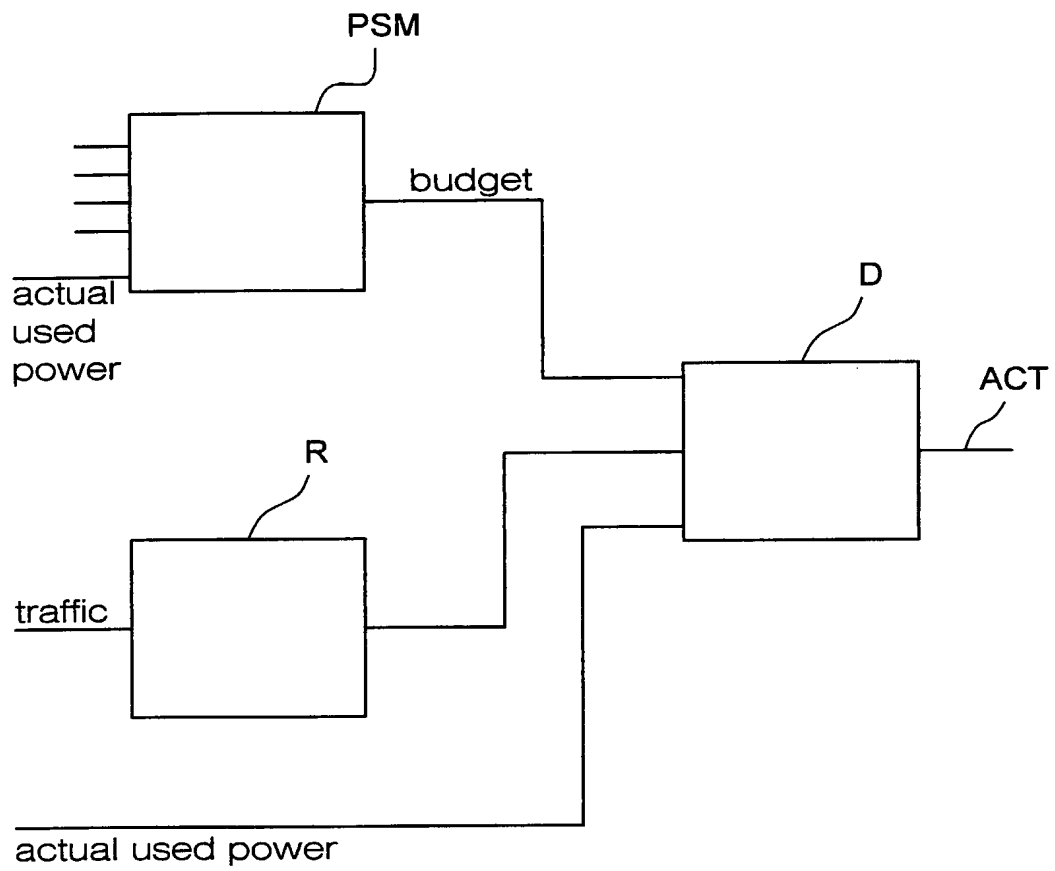 PSM
budget
actual
used
power
D
ACT
R
traffic
actual used power